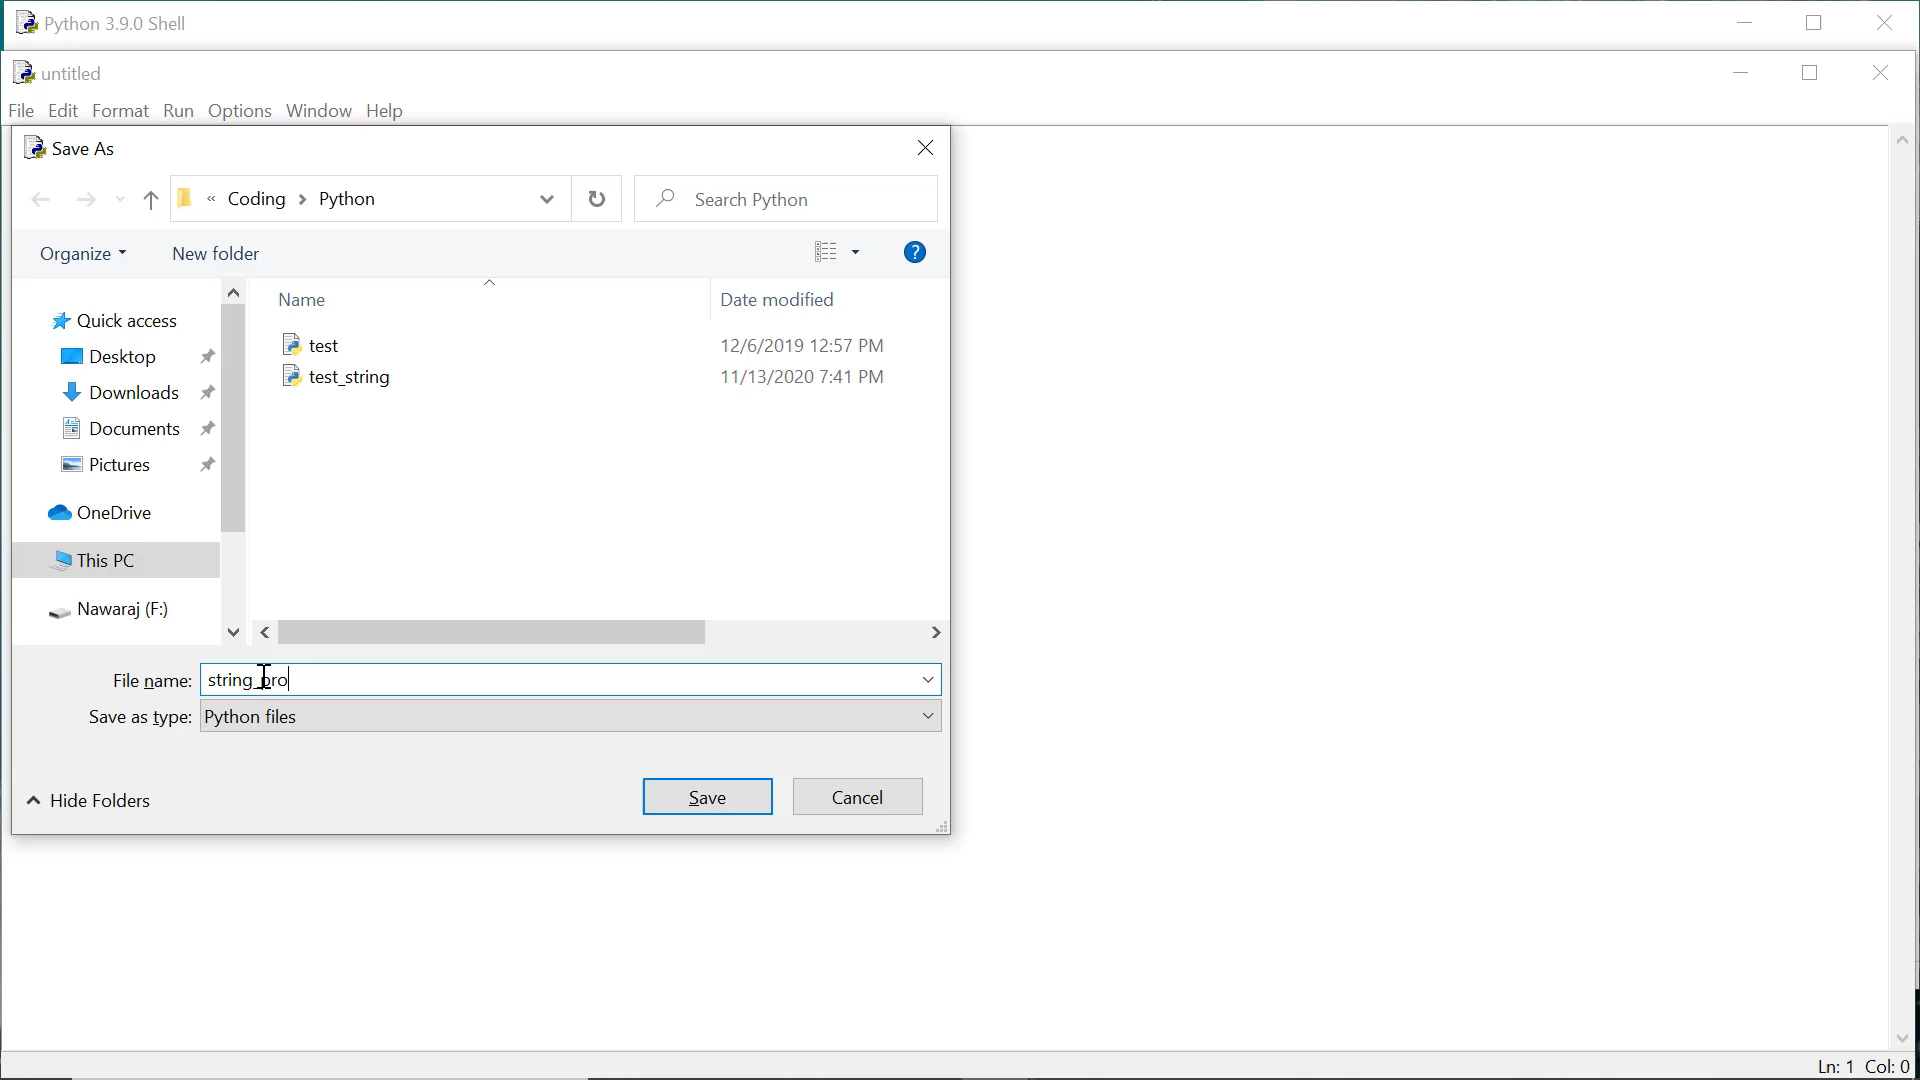 Python 3.9.0 Shell
untitled
File Edit Format Run Options Window Help
Save As
« Coding > Python
Search Python
Organize New folder
?
Name Date modified
Quick access
Desktop
Downloads
Documents
Pictures
OneDrive
This PC
Nawaraj (F:)
test 12/6/2019 12:57 PM
test_string 11/13/2020 7:41 PM
File name: string_pro
Save as type: Python files
Hide Folders
Save Cancel
Ln: 1 Col: 0